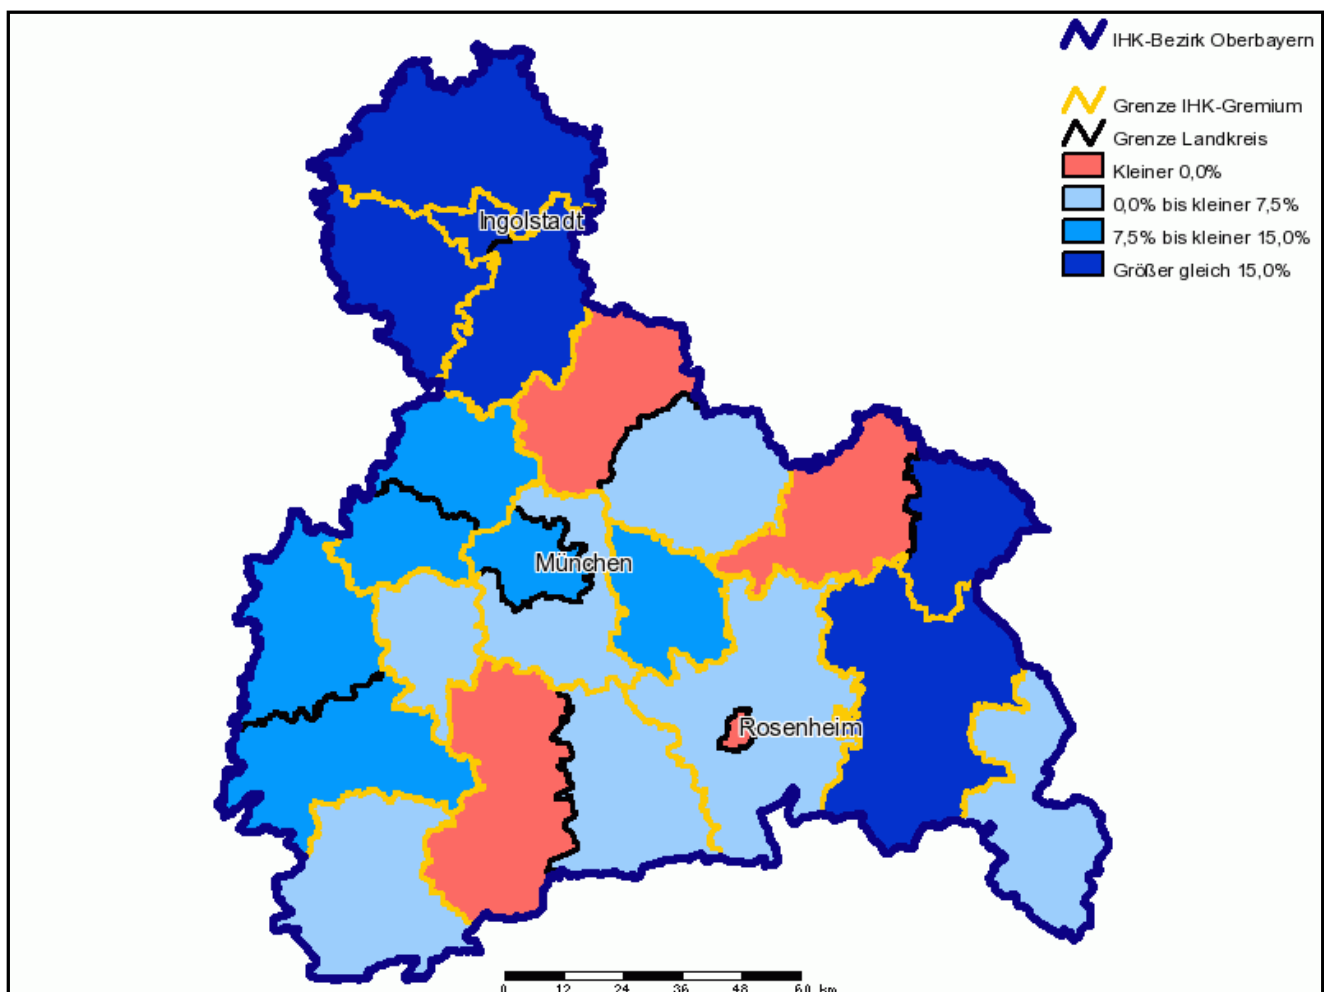 IHK-Bezirk Oberbayern
Grenze IHK-Gremium
Grenze Landkreis
Kleiner 0,0%
0,0% bis kleiner 7,5%
7,5% bis kleiner 15,0%
Größer gleich 15,0%
Ingolstadt
München
Rosenheim
0 12 24 36 48 60 km